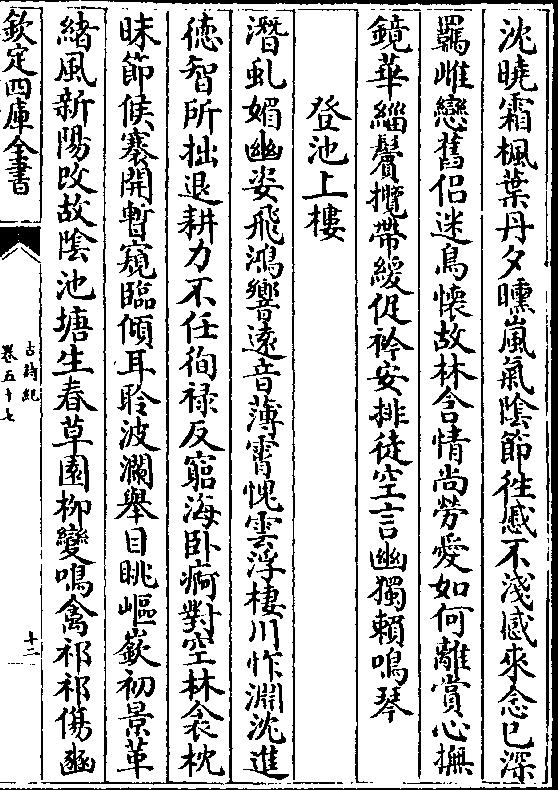 沈曉霜楓葉丹夕曛嵐氣陰節徃慼不淺感來念已深
羈雌戀舊侶迷鳥懷故林含情尚勞愛如何離賞心撫
鏡華緇鬢攬帶緩促衿安排徒空言幽獨賴鳴琴
登池上樓
潛虬媚幽姿飛鴻響遠音薄霄愧雲浮棲川怍淵沈進
徳智所拙退耕力不任徇禄反窮海卧痾對空林衾枕
昧節候褰開暫窺臨傾耳聆波瀾舉目眺嶇嶔初景革
緒風新陽改故陰池塘生春草園栁變鳴禽祁祁傷豳
欽定四庫全書
古詩紀
卷五十七
十二